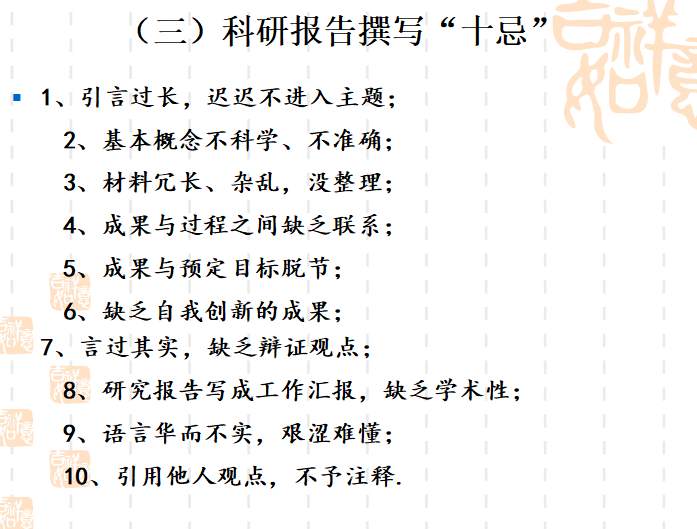 （三）科研报告撰写“十忌”
1、引言过长，迟迟不进入主题；
2、基本概念不科学、不准确；
3、材料冗长、杂乱，没整理；
4、成果与过程之间缺乏联系；
5、成果与预定目标脱节；
6、缺乏自我创新的成果；
7、言过其实，缺乏辩证观点；
8、研究报告写成工作汇报，缺乏学术性；
9、语言华而不实，艰涩难懂；
10、引用他人观点，不予注释.